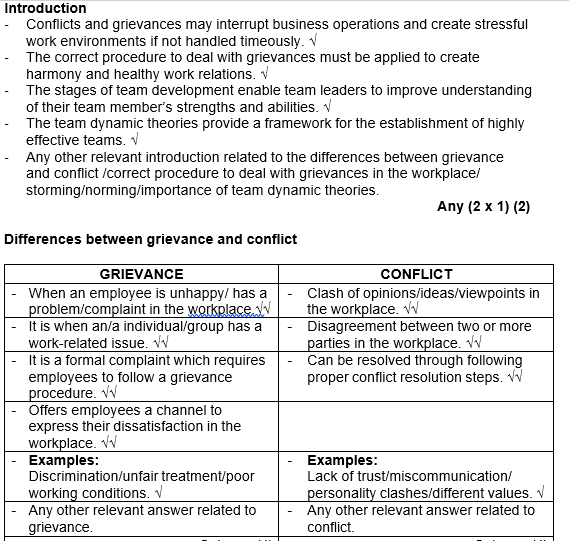 Introduction
- Conflicts and grievances may interrupt business operations and create stressful
work environments if not handled timeously. √
- The correct procedure to deal with grievances must be applied to create
harmony and healthy work relations. √
- The stages of team development enable team leaders to improve understanding
of their team member's strengths and abilities. √
- The team dynamic theories provide a framework for the establishment of highly
effective teams. √
- Any other relevant introduction related to the differences between grievance
and conflict /correct procedure to deal with grievances in the workplace/
storming/norming/importance of team dynamic theories.
Any (2 x 1) (2)
Differences between grievance and conflict
GRIEVANCE
CONFLICT
- When an employee is unhappy/ has a
problem/complaint in the workplace.√√
- Clash of opinions/ideas/viewpoints in
the workplace. √√
- It is when an/a individual/group has a
work-related issue. √√
- Disagreement between two or more
parties in the workplace. √√
- It is a formal complaint which requires
employees to follow a grievance
procedure. √√
- Can be resolved through following
proper conflict resolution steps. √√
- Offers employees a channel to
express their dissatisfaction in the
workplace. √√
- Examples:
Discrimination/unfair treatment/poor
working conditions. √
- Examples:
Lack of trust/miscommunication/
personality clashes/different values. √
- Any other relevant answer related to
grievance.
- Any other relevant answer related to
conflict.